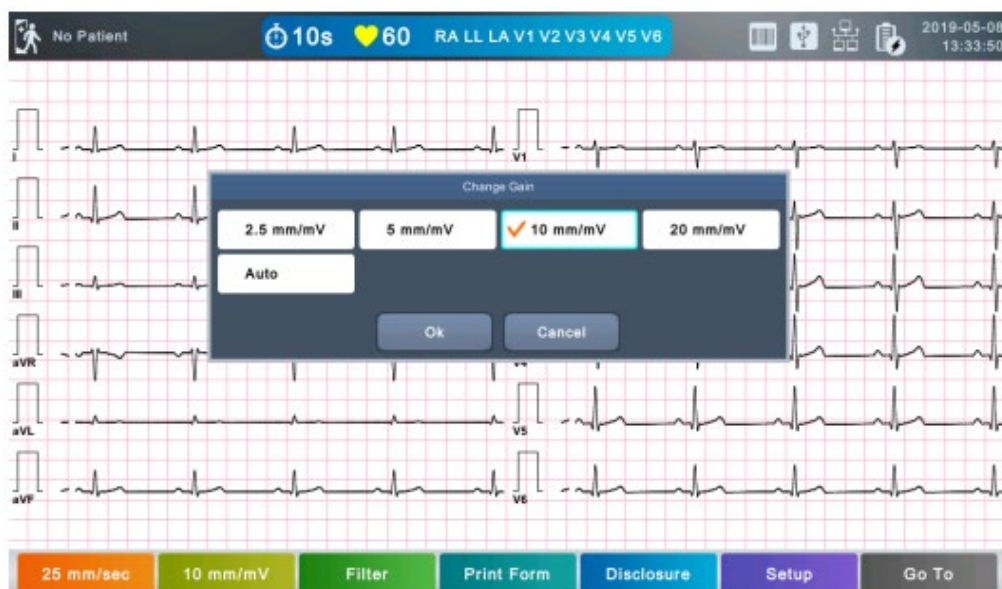 No Patient
10s
60
RA LL LA V1 V2 V3 V4 V5 V6
2019-05-08
13:33:50
I
V1
II
III
aVR
V4
aVL
V5
aVF
V6
Change Gain
2.5 mm/mV
5 mm/mV
10 mm/mV
20 mm/mV
Auto
Ok
Cancel
25 mm/sec
10 mm/mV
Filter
Print Form
Disclosure
Setup
Go To